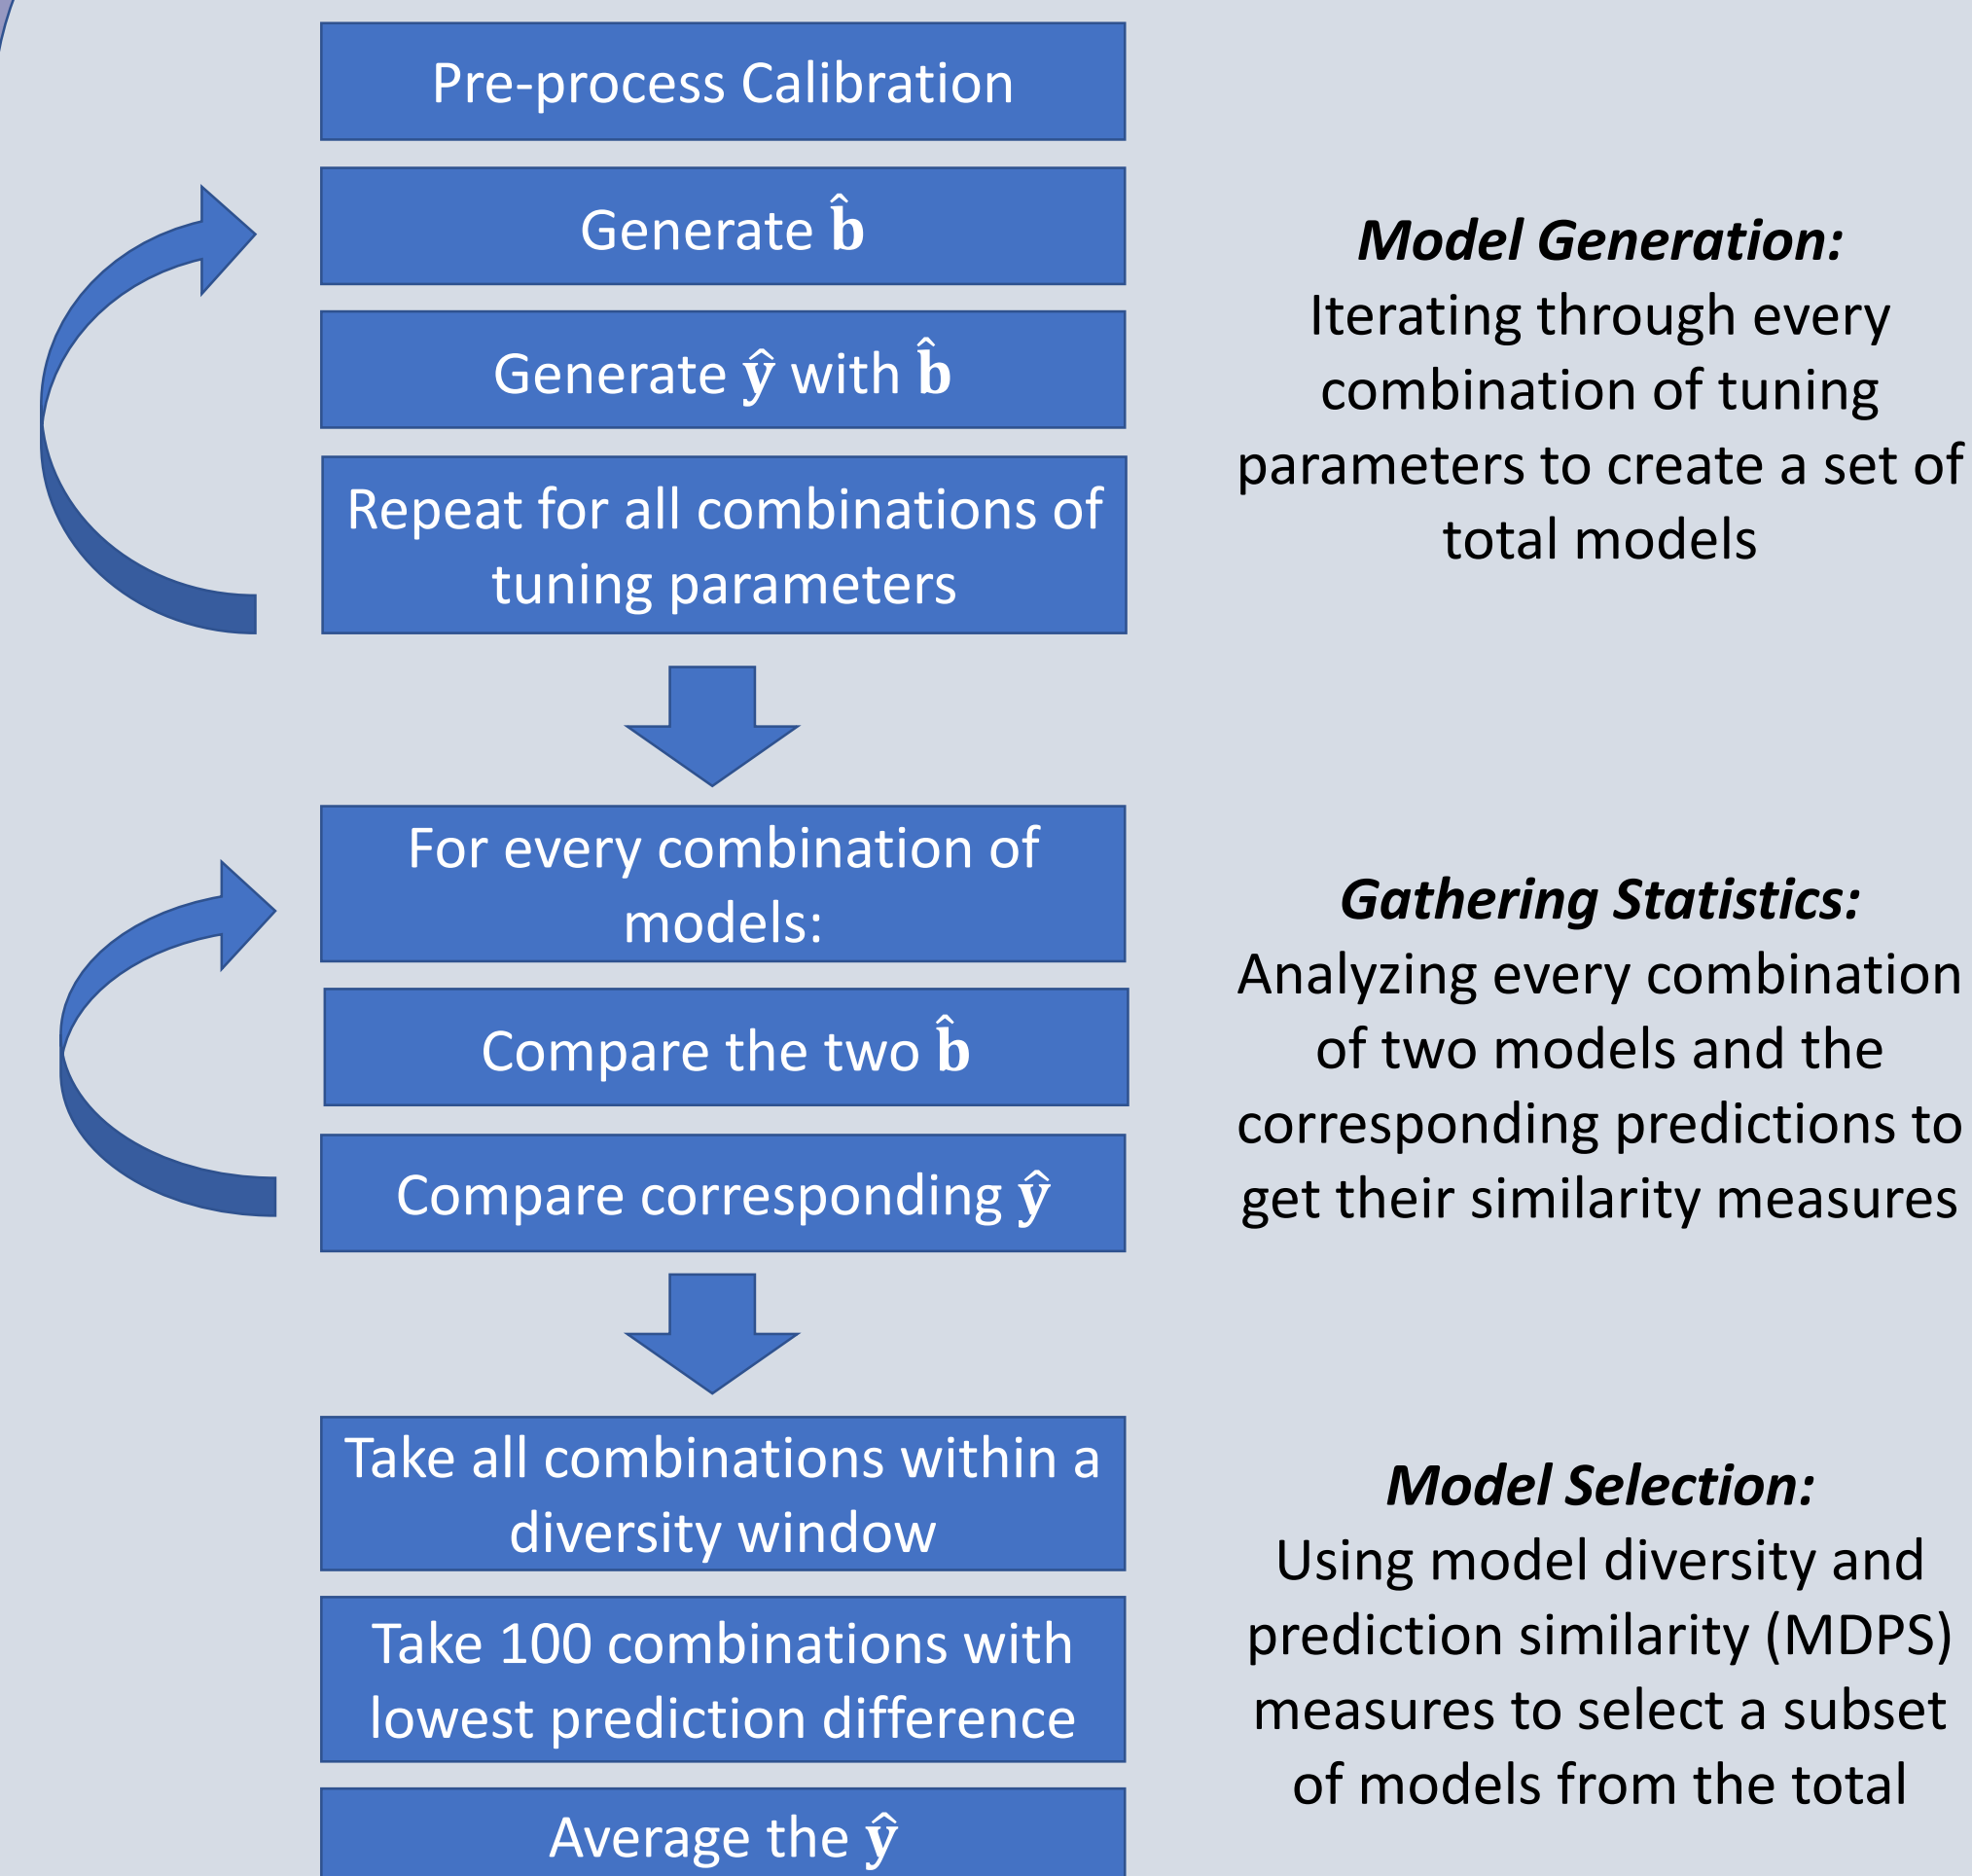 Pre-process Calibration
Generate b̂
Generate ŷ with b̂
Repeat for all combinations of
tuning parameters
Model Generation:
Iterating through every
combination of tuning
parameters to create a set of
total models
For every combination of
models:
Compare the two b̂
Compare corresponding ŷ
Gathering Statistics:
Analyzing every combination
of two models and the
corresponding predictions to
get their similarity measures
Take all combinations within a
diversity window
Take 100 combinations with
lowest prediction difference
Average the ŷ
Model Selection:
Using model diversity and
prediction similarity (MDPS)
measures to select a subset
of models from the total